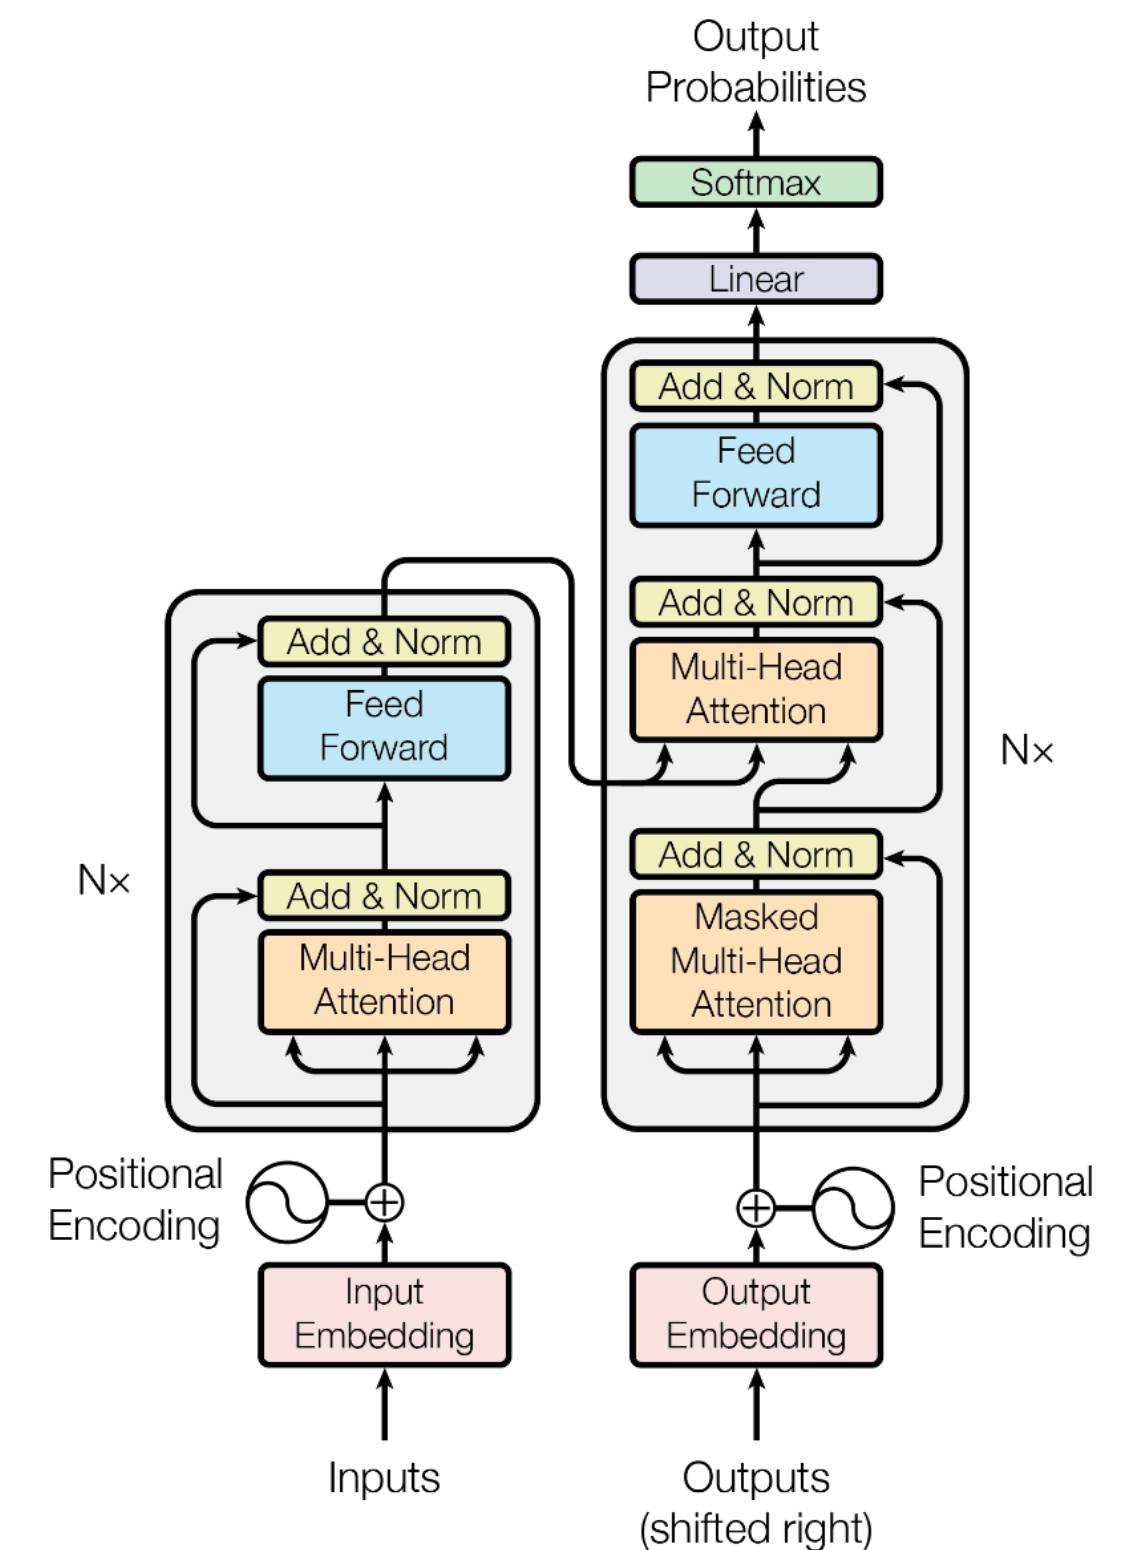 Output
Probabilities
Softmax
Linear
Add & Norm
Feed
Forward
Add & Norm
Multi-Head
Attention
Nx
Add & Norm
Masked
Multi-Head
Attention
Add & Norm
Feed
Forward
Nx
Add & Norm
Multi-Head
Attention
Positional
Encoding
Positional
Encoding
Input
Embedding
Output
Embedding
Inputs
Outputs
(shifted right)